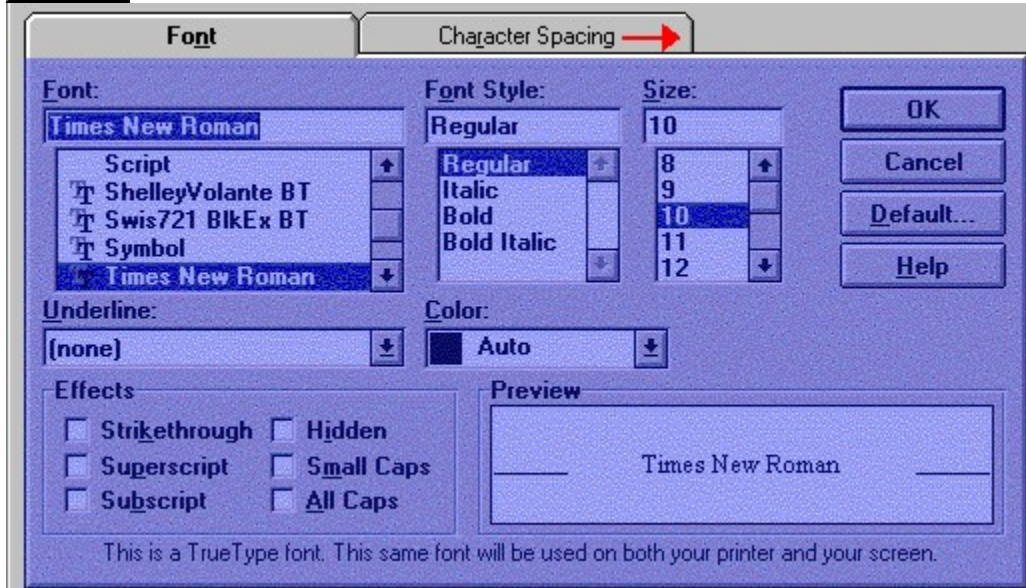 Font
Character Spacing
Font:
Font Style:
Size:
Times New Roman
Regular
10
OK
Script
ShelleyVolante BT
Swis721 BlkEx BT
Symbol
Times New Roman
Regular
Italic
Bold
Bold Italic
8
9
10
11
12
Cancel
Default...
Help
Underline:
Color:
(none)
Auto
Effects
Strikethrough
Hidden
Superscript
Small Caps
Subscript
All Caps
Preview
Times New Roman
This is a TrueType font. This same font will be used on both your printer and your screen.